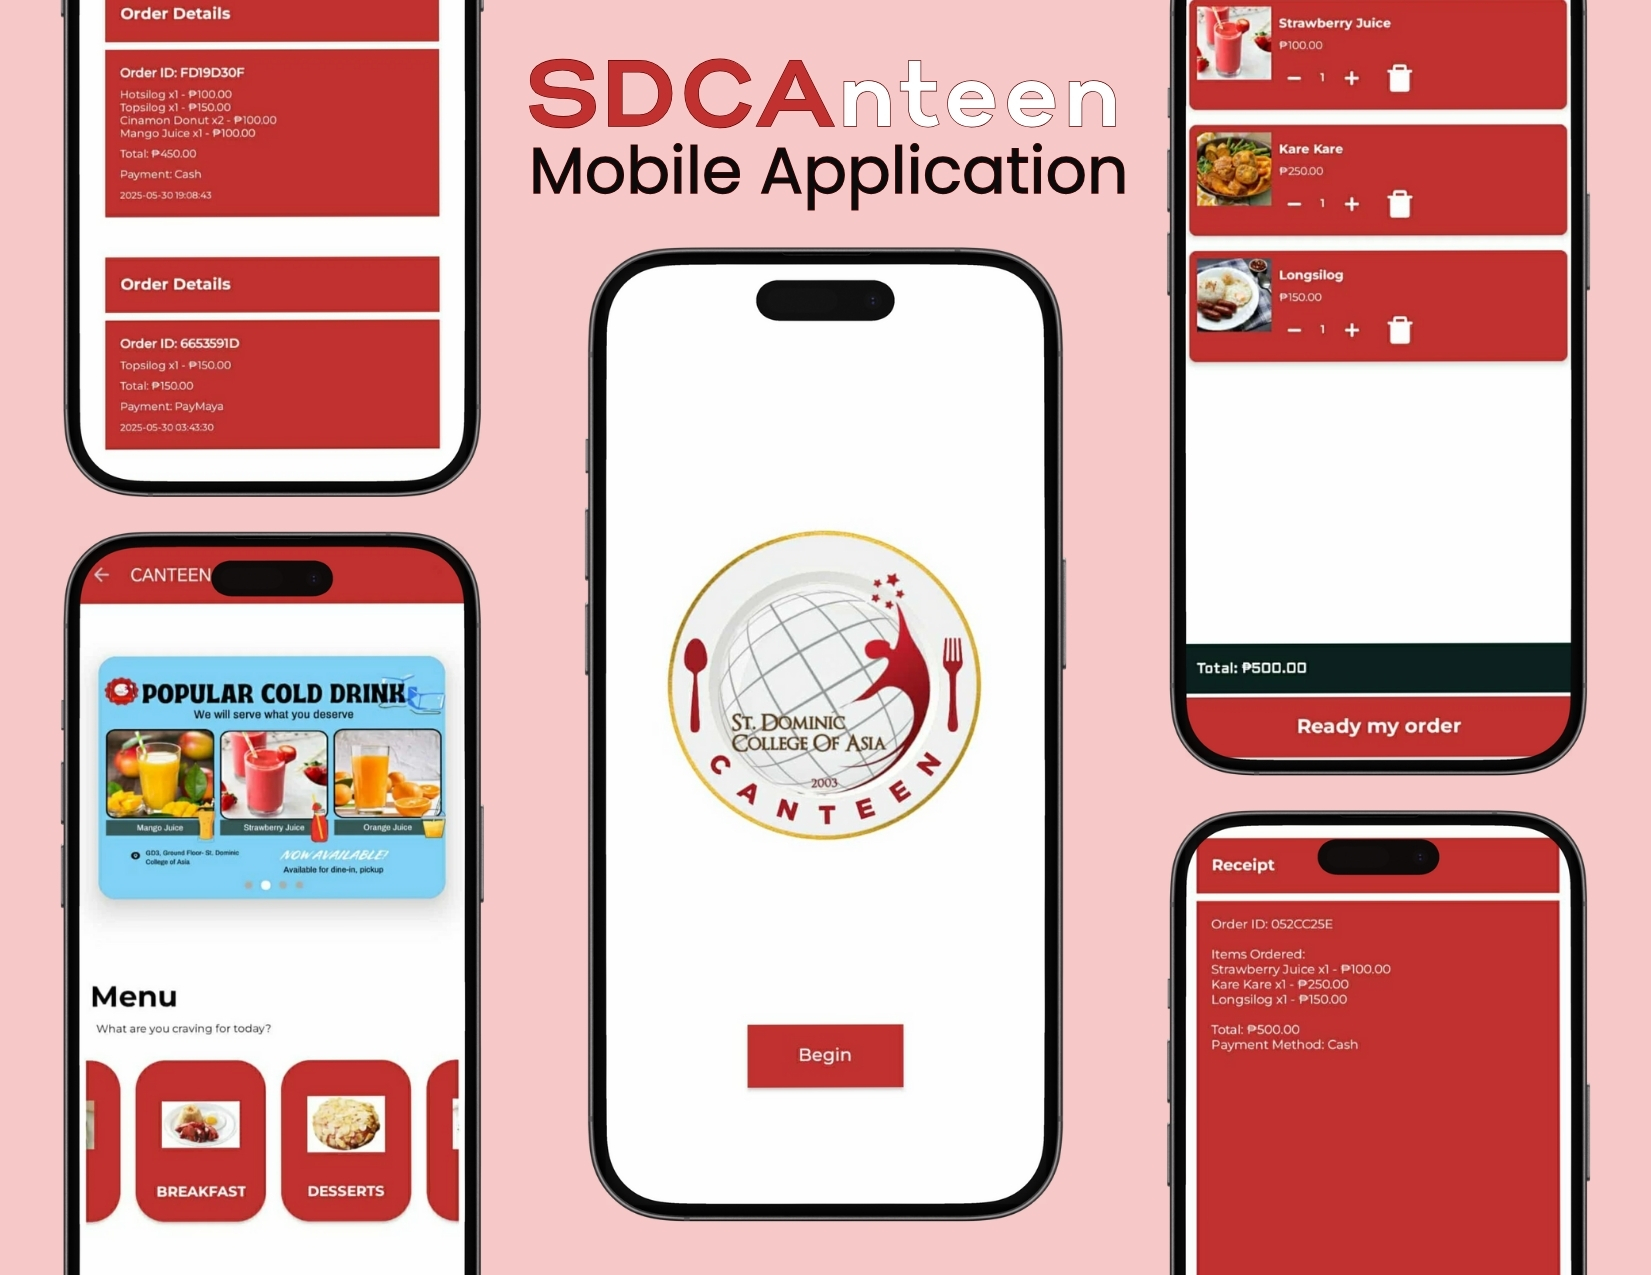 SDCAnteen
Mobile Application
Order Details
Order ID: FD19D30F
Hotsilog x1 - ₱100.00
Topsilog x1 - ₱150.00
Cinamon Donut x2 - ₱100.00
Mango Juice x1 - ₱100.00
Total: ₱450.00
Payment: Cash
2025-05-30 19:08:43
Order Details
Order ID: 6653591D
Topsilog x1 - ₱150.00
Total: ₱150.00
Payment: PayMaya
2025-05-30 03:43:30
CANTEEN
POPULAR COLD DRINK
We will serve what you deserve
Mango Juice
Strawberry Juice
Orange Juice
GD3, Ground Floor- St. Dominic
College of Asia
NOW AVAILABLE!
Available for dine-in, pickup
Menu
What are you craving for today?
BREAKFAST
DESSERTS
ST. DOMINIC
COLLEGE OF ASIA
2003
CANTEEN
Begin
Strawberry Juice
₱100.00
1
Kare Kare
₱250.00
1
Longsilog
₱150.00
1
Total: ₱500.00
Ready my order
Receipt
Order ID: 052CC25E
Items Ordered:
Strawberry Juice x1 - ₱100.00
Kare Kare x1 - ₱250.00
Longsilog x1 - ₱150.00
Total: ₱500.00
Payment Method: Cash